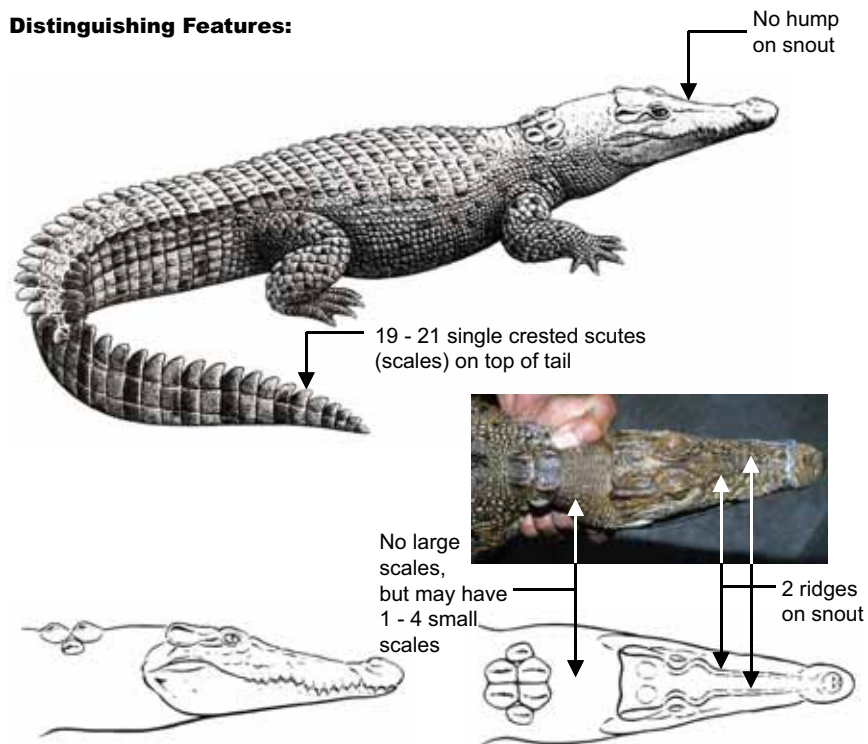 Distinguishing Features:
No hump
on snout
19 - 21 single crested scutes
(scales) on top of tail
No large
scales,
but may have
1 - 4 small
scales
2 ridges
on snout